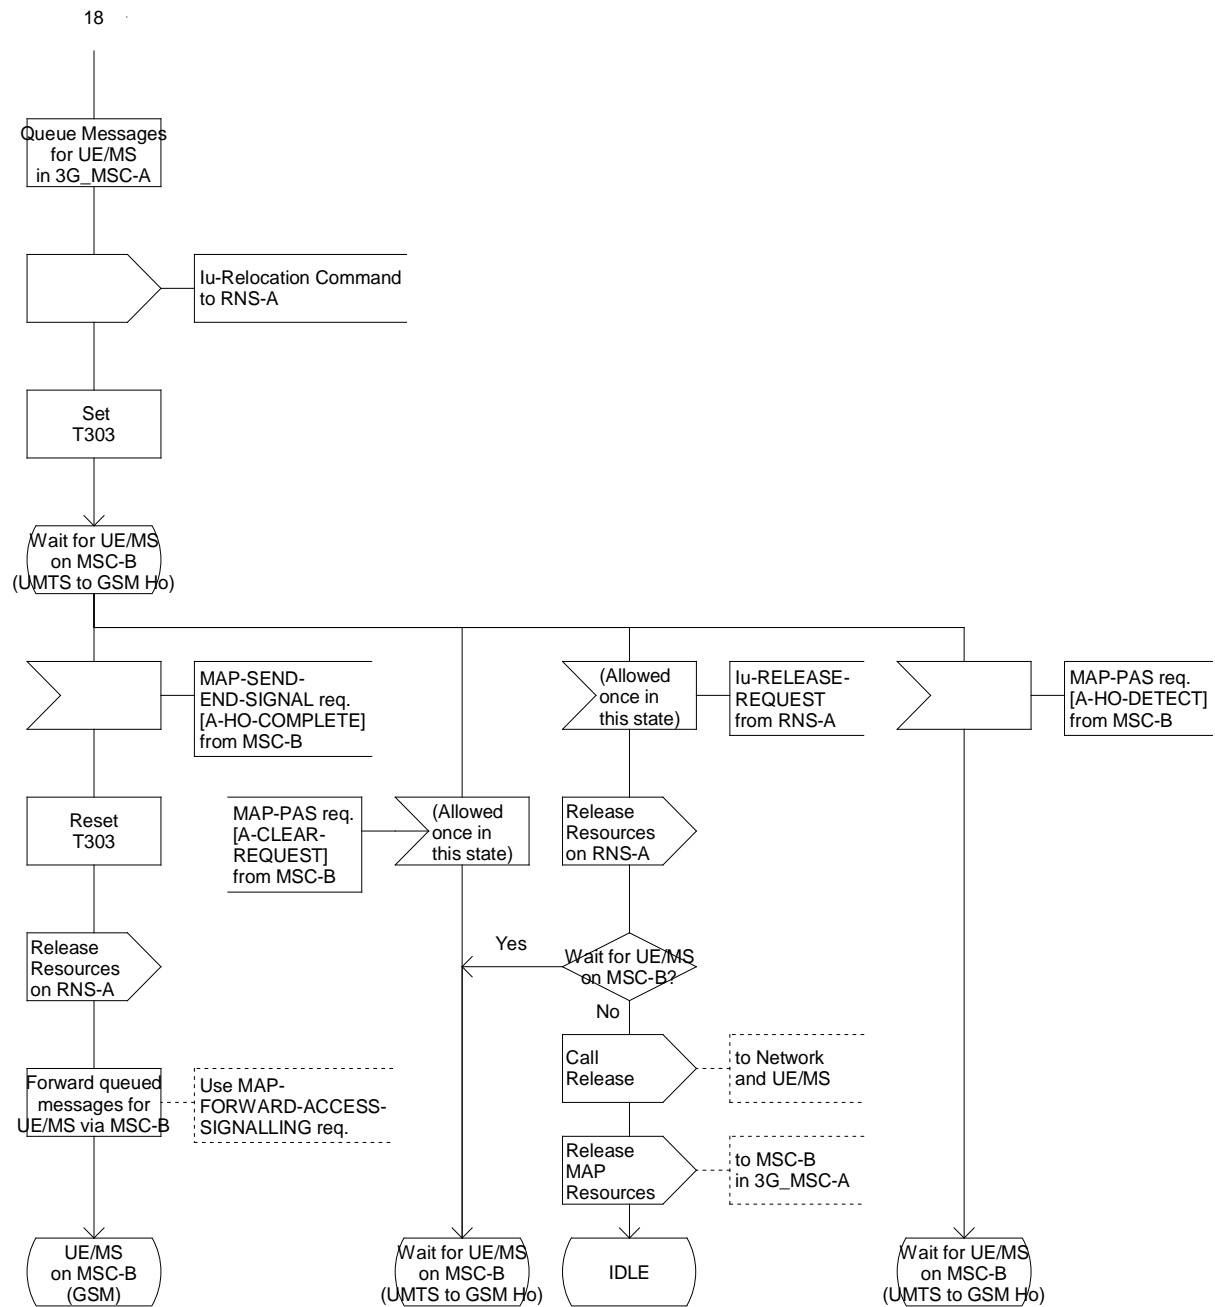 18
Queue Messages
for UE/MS
in 3G_MSC-A
Iu-Relocation Command
to RNS-A
Set
T303
Wait for UE/MS
on MSC-B
(UMTS to GSM Ho)
MAP-SEND-
END-SIGNAL req.
[A-HO-COMPLETE]
from MSC-B
(Allowed
once in
this state)
Iu-RELEASE-
REQUEST
from RNS-A
MAP-PAS req.
[A-HO-DETECT]
from MSC-B
Reset
T303
MAP-PAS req.
[A-CLEAR-
REQUEST]
from MSC-B
(Allowed
once in
this state)
Release
Resources
on RNS-A
Release
Resources
on RNS-A
Yes
Wait for UE/MS
on MSC-B?
No
Call
Release
to Network
and UE/MS
Forward queued
messages for
UE/MS via MSC-B
Use MAP-
FORWARD-ACCESS-
SIGNALLING req.
Release
MAP
Resources
to MSC-B
in 3G_MSC-A
UE/MS
on MSC-B
(GSM)
Wait for UE/MS
on MSC-B
(UMTS to GSM Ho)
IDLE
Wait for UE/MS
on MSC-B
(UMTS to GSM Ho)